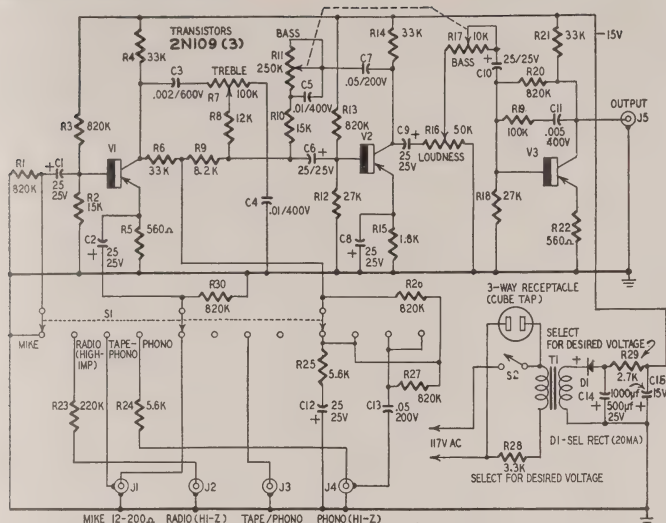 TRANSISTORS
2N109 (3)
R4
33K
C3
.002/600V
TREBLE
R7
100K
R8
12K
BASS
R11
250K
C5
.01/400V
R10
15K
C7
.05/200V
R14
33K
R17 10K
BASS
+
25/25V
C10
R21
33K
-15V
R20
820K
R19
100K
C11
.005
400V
OUTPUT
J5
R3
820K
R13
820K
R1
820K
+
C1
25
25V
V1
R6
33K
R9
8.2K
C6
25/25V
+
V2
C9
+
25
25V
R16
50K
LOUDNESS
V3
R2
15K
C2
25
25V
+
R5
560Ω
C4
.01/400V
R12
27K
C8
+
25
25V
R15
1.8K
R18
27K
R22
560Ω
R30
820K
R20
820K
S1
MIKE
RADIO
(HIGH-
IMP)
TAPE-
PHONO
PHONO
R23
220K
R24
5.6K
R25
5.6K
R27
820K
C12
25
25V
+
C13
.05
200V
3-WAY RECEPTACLE
(CUBE TAP)
S2
117V AC
T1
R28
3.3K
SELECT FOR DESIRED VOLTAGE
SELECT
FOR DESIRED VOLTAGE
+
D1
R29
2.7K
C14
+
1000μf
500μf
25V
C15
15V
+
D1-SEL RECT (20MA)
J1
J2
J3
J4
MIKE 12-200Ω
RADIO (HI-Z)
TAPE/PHONO
PHONO (HI-Z)